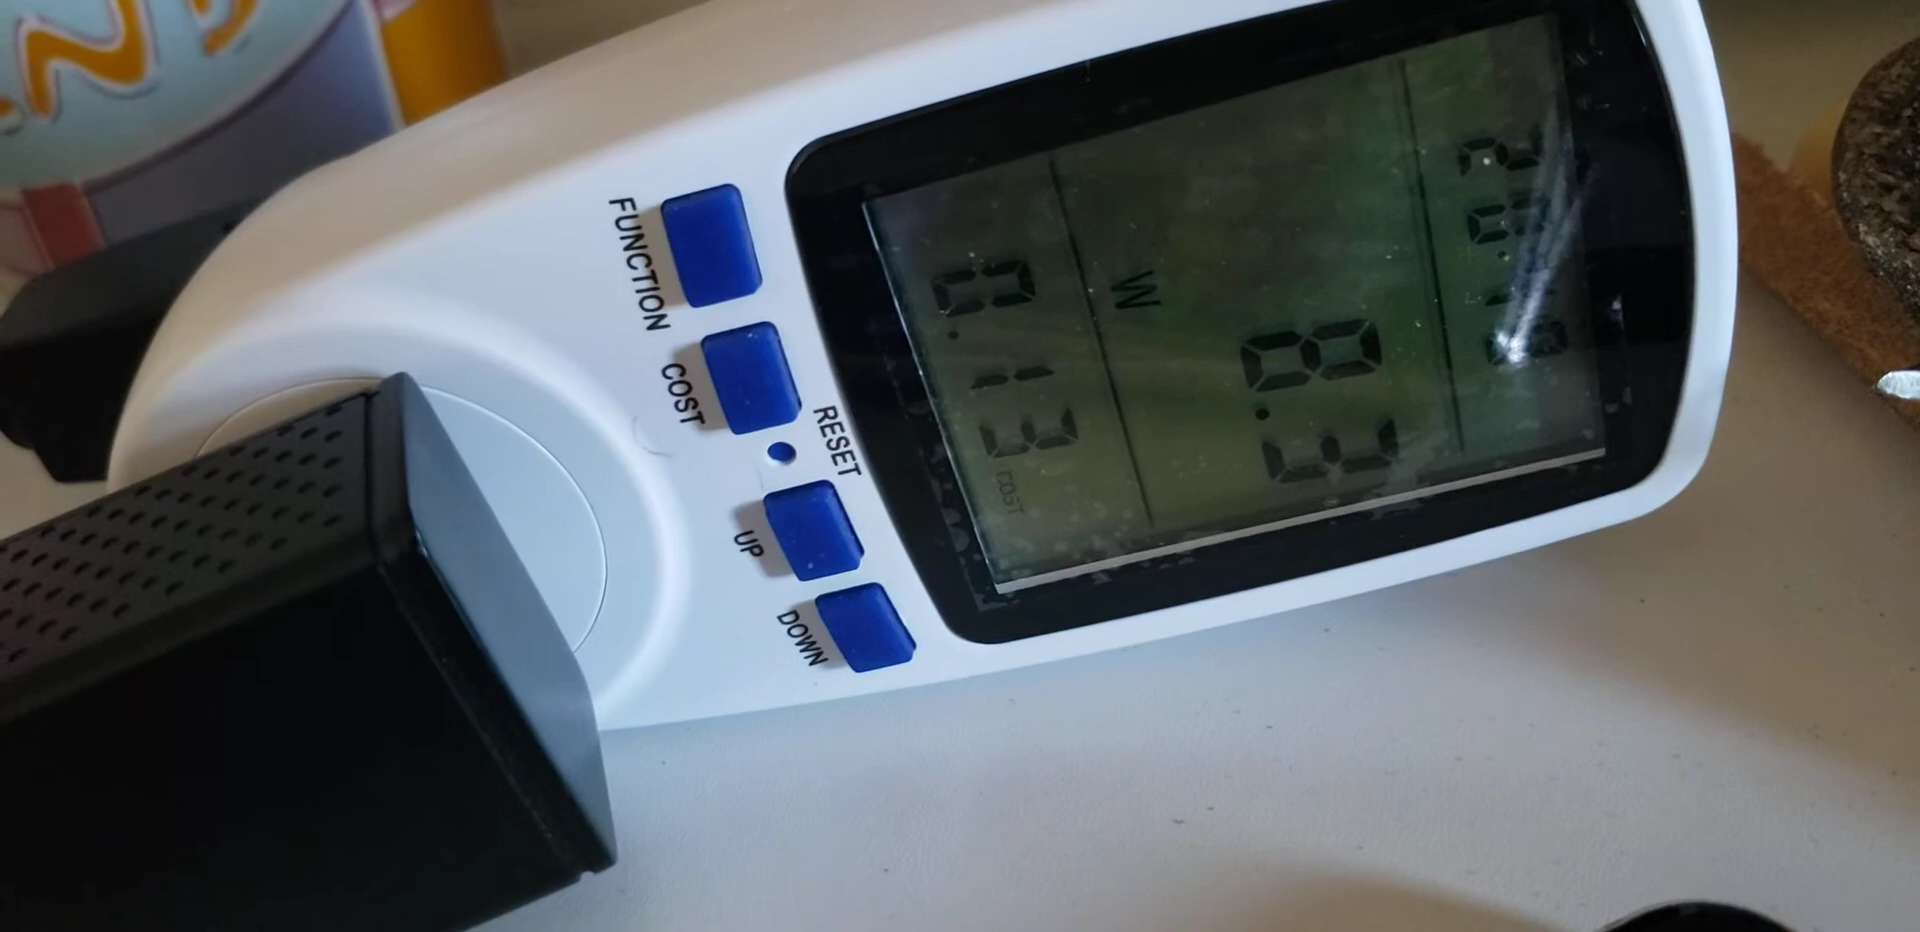 8.3
W
0.13 COST
RESET
FUNCTION COST UP DOWN